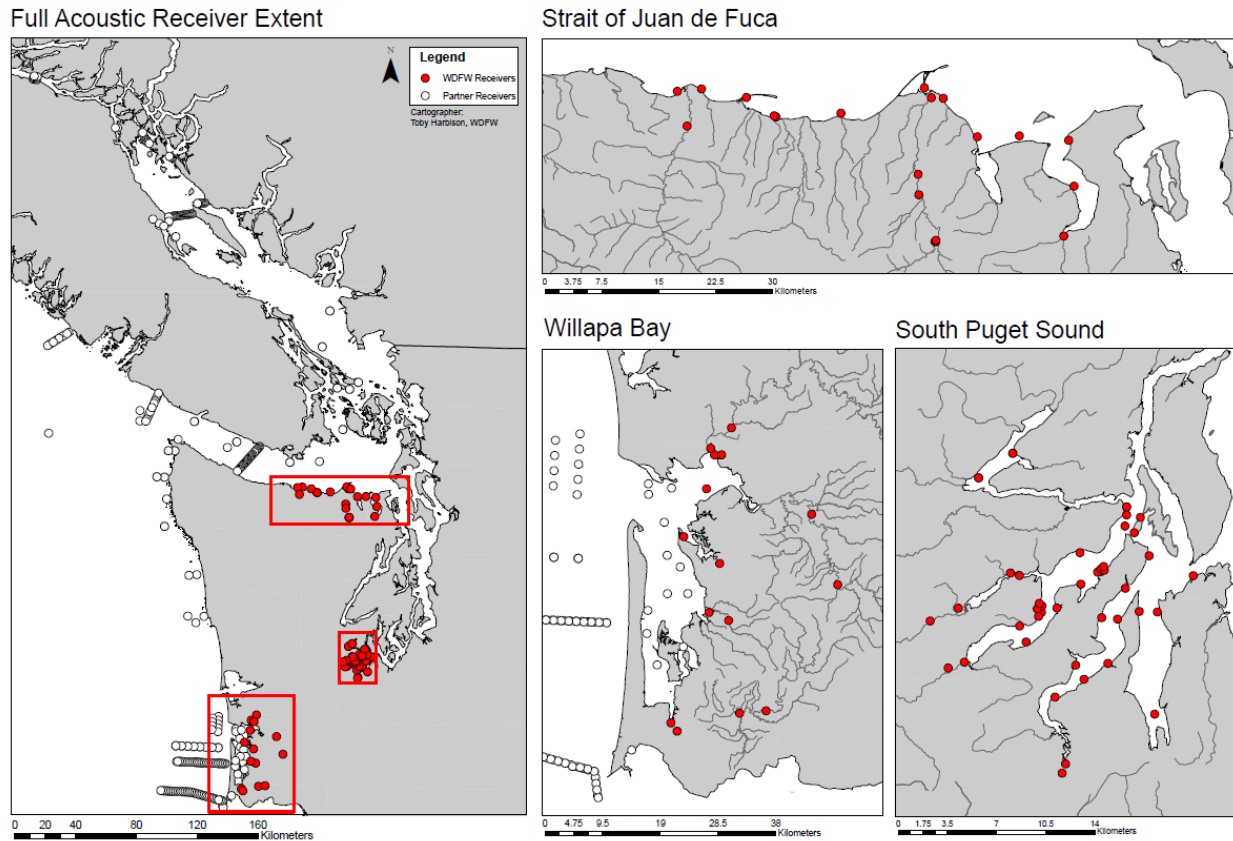 Full Acoustic Receiver Extent
N
Legend
WDFW Receivers
Partner Receivers
Cartographer:
Toby Harbison, WDFW
0 20 40 80 120 160
Kilometers
Strait of Juan de Fuca
0 3.75 7.5 15 22.5 30
Kilometers
Willapa Bay
0 4.75 9.5 19 28.5 38
Kilometers
South Puget Sound
0 1.75 3.5 7 10.5 14
Kilometers